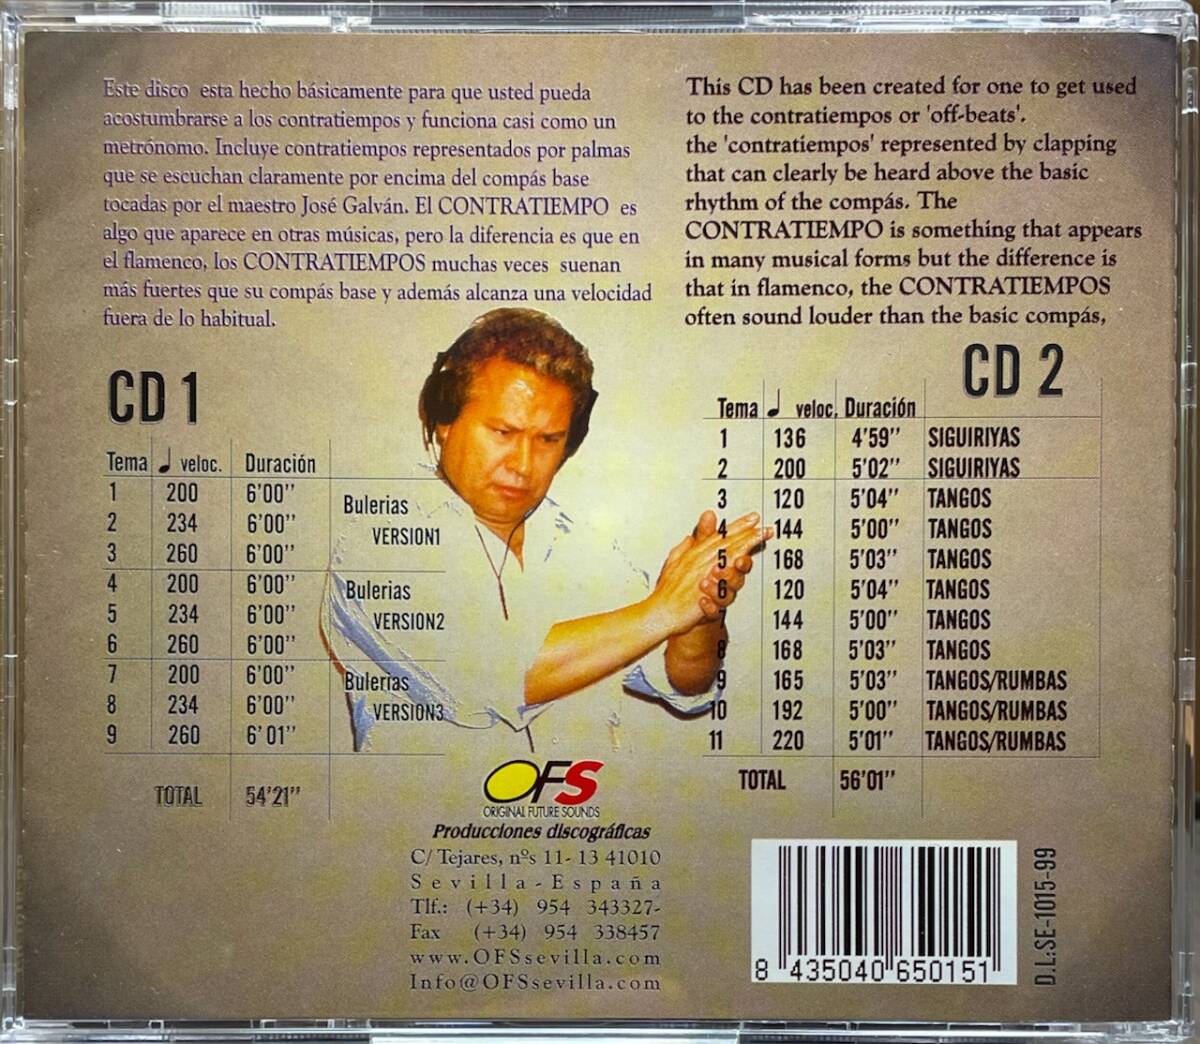 Este disco esta hecho básicamente para que usted pueda
acostumbrarse a los contratiempos y funciona casi como un
metrónomo. Incluye contratiempos representados por palmas
que se escuchan claramente por encima del compás base
tocadas por el maestro José Galván. El CONTRATIEMPO es
algo que aparece en otras músicas, pero la diferencia es que en
el flamenco, los CONTRATIEMPOS muchas veces suenan
más fuertes que su compás base y además alcanza una velocidad
fuera de lo habitual.
This CD has been created for one to get used
to the contratiempos or 'off-beats'.
the 'contratiempos' represented by clapping
that can clearly be heard above the basic
rhythm of the compás. The
CONTRATIEMPO is something that appears
in many musical forms but the difference is
that in flamenco, the CONTRATIEMPOS
often sound louder than the basic compás,
CD 1
Tema ♩ veloc. Duración
1 200 6'00''
2 234 6'00''
3 260 6'00''
Bulerias
VERSION1
4 200 6'00''
5 234 6'00''
6 260 6'00''
Bulerias
VERSION2
7 200 6'00''
8 234 6'00''
9 260 6'01''
Bulerias
VERSION3
TOTAL 54'21''
CD 2
Tema ♩ veloc. Duración
1 136 4'59'' SIGUIRIYAS
2 200 5'02'' SIGUIRIYAS
3 120 5'04'' TANGOS
4 144 5'00'' TANGOS
5 168 5'03'' TANGOS
6 120 5'04'' TANGOS
7 144 5'00'' TANGOS
8 168 5'03'' TANGOS
9 165 5'03'' TANGOS/RUMBAS
10 192 5'00'' TANGOS/RUMBAS
11 220 5'01'' TANGOS/RUMBAS
TOTAL 56'01''
OFS
ORIGINAL FUTURE SOUNDS
Producciones discográficas
C/ Tejares, nºs 11- 13 41010
Sevilla-España
Tlf.: (+34) 954 343327-
Fax (+34) 954 338457
www.OFSsevilla.com
Info@OFSsevilla.com
8 435040 650151
D.L:SE-1015-99